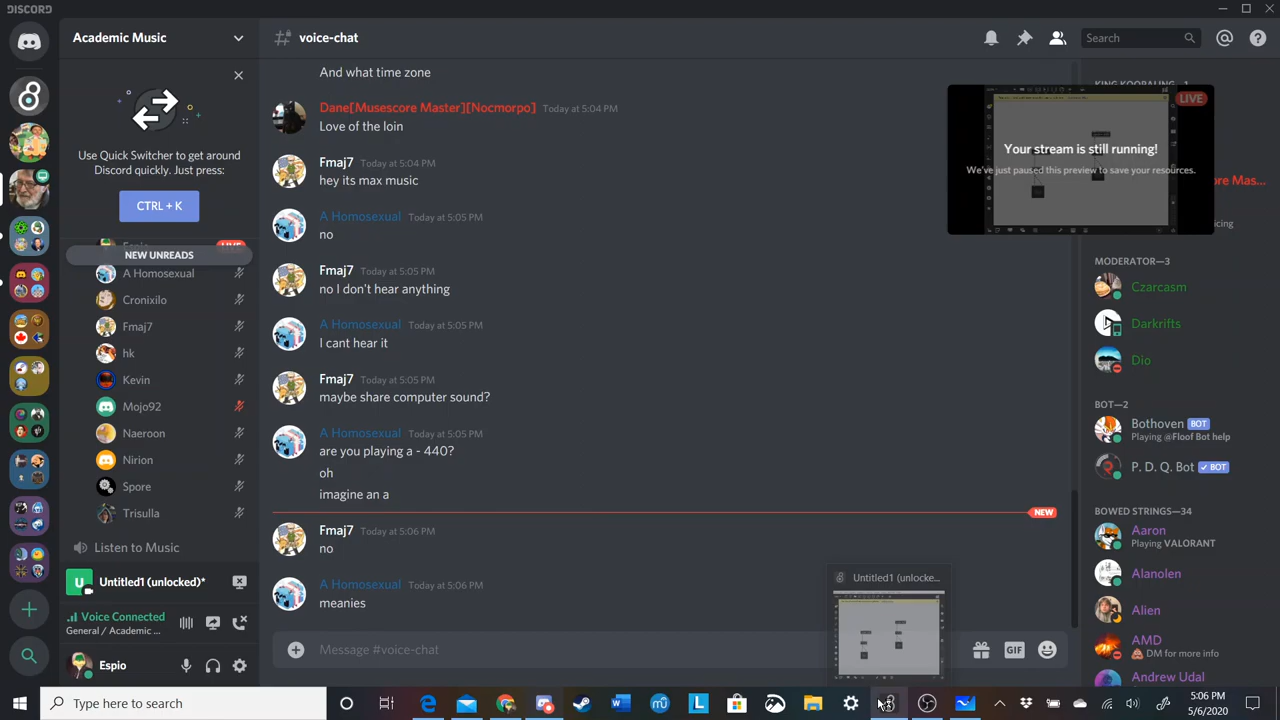 DISCORD
Academic Music
voice-chat
Search
Use Quick Switcher to get around
Discord quickly. Just press:
CTRL + K
NEW UNREADS
A Homosexual
Cronixilo
Fmaj7
hk
Kevin
Mojo92
Naeroon
Nirion
Spore
Trisulla
Listen to Music
Untitled1 (unlocked)*
Voice Connected
General / Academic ...
Espio
And what time zone
Dane[Musescore Master][Nocmorpo] Today at 5:04 PM
Love of the loin
Fmaj7 Today at 5:04 PM
hey its max music
A Homosexual Today at 5:05 PM
no
Fmaj7 Today at 5:05 PM
no I don't hear anything
A Homosexual Today at 5:05 PM
I cant hear it
Fmaj7 Today at 5:05 PM
maybe share computer sound?
A Homosexual Today at 5:05 PM
are you playing a - 440?
oh
imagine an a
NEW
Fmaj7 Today at 5:06 PM
no
A Homosexual Today at 5:06 PM
meanies
Message #voice-chat
GIF
Untitled1 (unlocke...
LIVE
Your stream is still running!
We've just paused this preview to save your resources.
re Mas...
MODERATOR—3
Czarcasm
Darkrifts
Dio
BOT—2
Bothoven BOT
Playing @Floof Bot help
P. D. Q. Bot ✔ BOT
BOWED STRINGS—34
Aaron
Playing VALORANT
Alanolen
Alien
AMD
💩 DM for more info
Andrew Udal
Type here to search
5:06 PM
5/6/2020